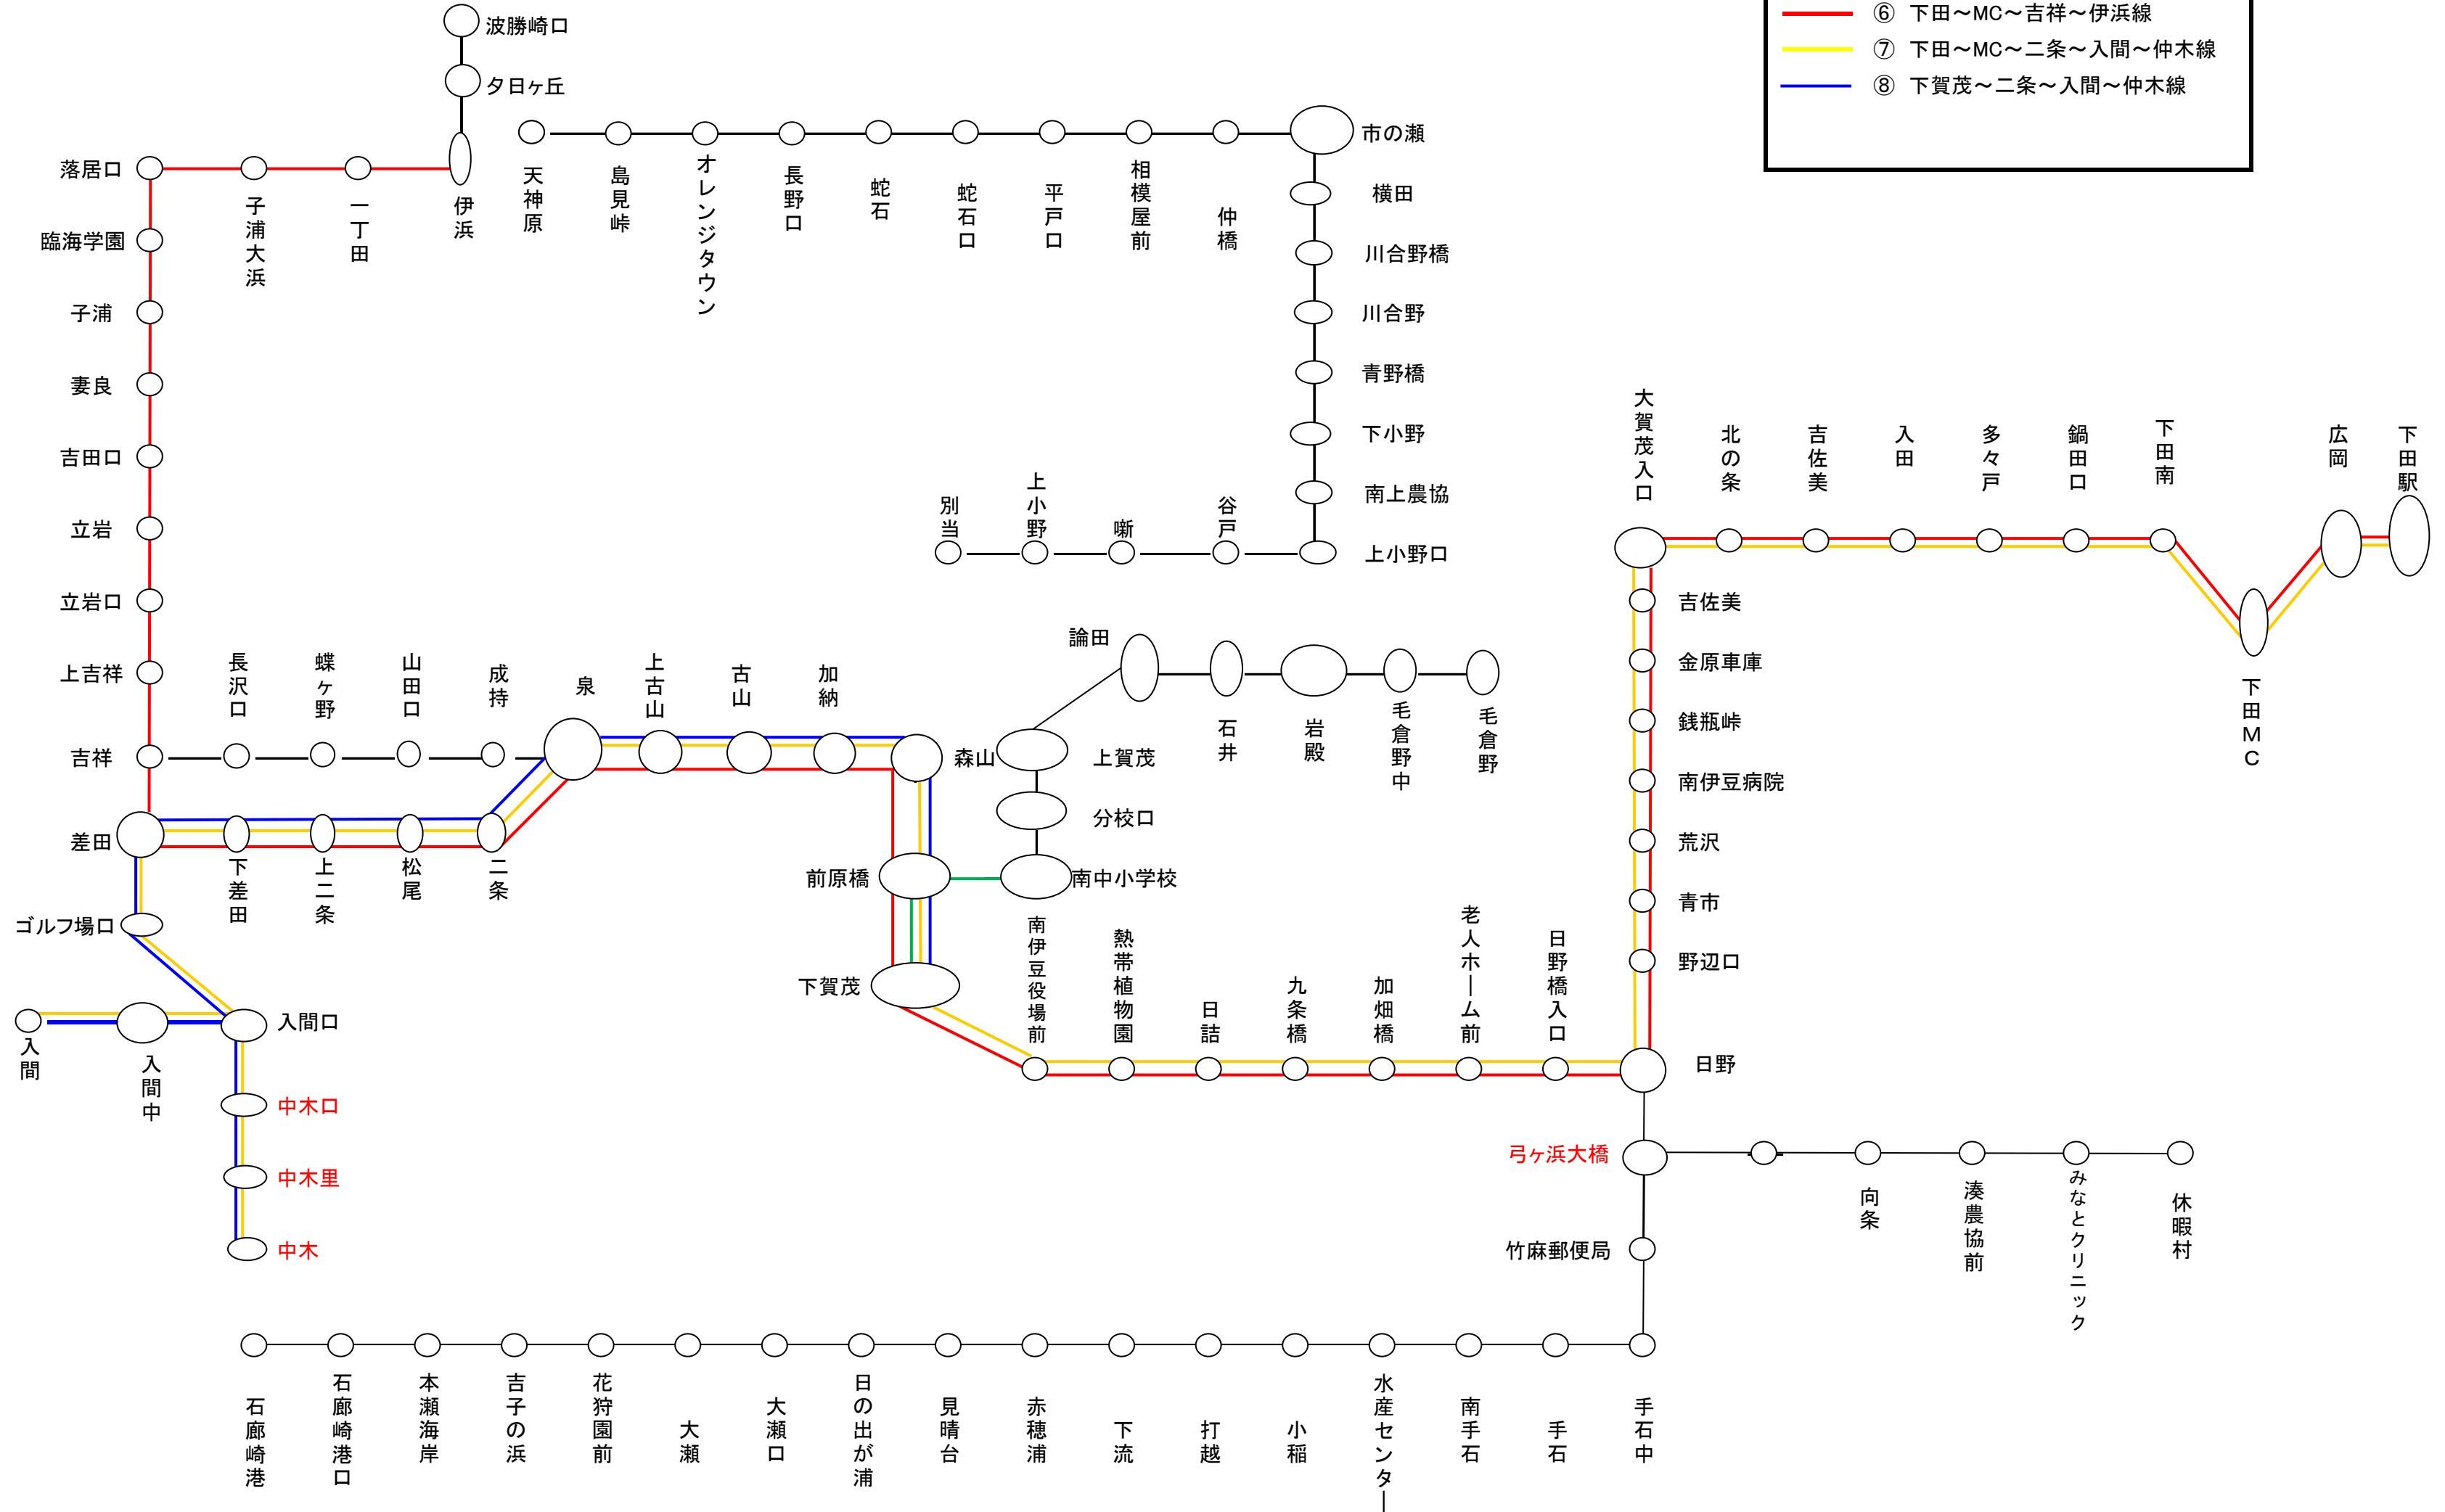 ⑥ 下田～MC～吉祥～伊浜線
⑦ 下田～MC～二条～入間～仲木線
⑧ 下賀茂～二条～入間～仲木線
波勝崎口
夕日ヶ丘
伊浜
一丁田
子浦大浜
落居口
臨海学園
子浦
妻良
吉田口
立岩
立岩口
上吉祥
吉祥
差田
天神原
島見峠
オレンジタウン
長野口
蛇石
蛇石口
平戸口
相模屋前
仲橋
市の瀬
横田
川合野橋
川合野
青野橋
下小野
南上農協
上小野口
別当
上小野
噺
谷戸
長沢口
蝶ヶ野
山田口
成持
泉
上古山
古山
加納
森山
下差田
上二条
松尾
二条
論田
石井
岩殿
毛倉野中
毛倉野
上賀茂
分校口
前原橋
南中小学校
下賀茂
ゴルフ場口
入間口
入間
入間中
中木口
中木里
中木
南伊豆役場前
熱帯植物園
日詰
九条橋
加畑橋
老人ホーム前
日野橋入口
日野
大賀茂入口
北の条
吉佐美
入田
多々戸
鍋田口
下田南
下田MC
広岡
下田駅
吉佐美
金原車庫
銭瓶峠
南伊豆病院
荒沢
青市
野辺口
弓ヶ浜大橋
向条
湊農協前
みなとクリニック
休暇村
竹麻郵便局
石廊崎港
石廊崎港口
本瀬海岸
吉子の浜
花狩園前
大瀬
大瀬口
日の出が浦
見晴台
赤穂浦
下流
打越
小稲
水産センター
南手石
手石
手石中